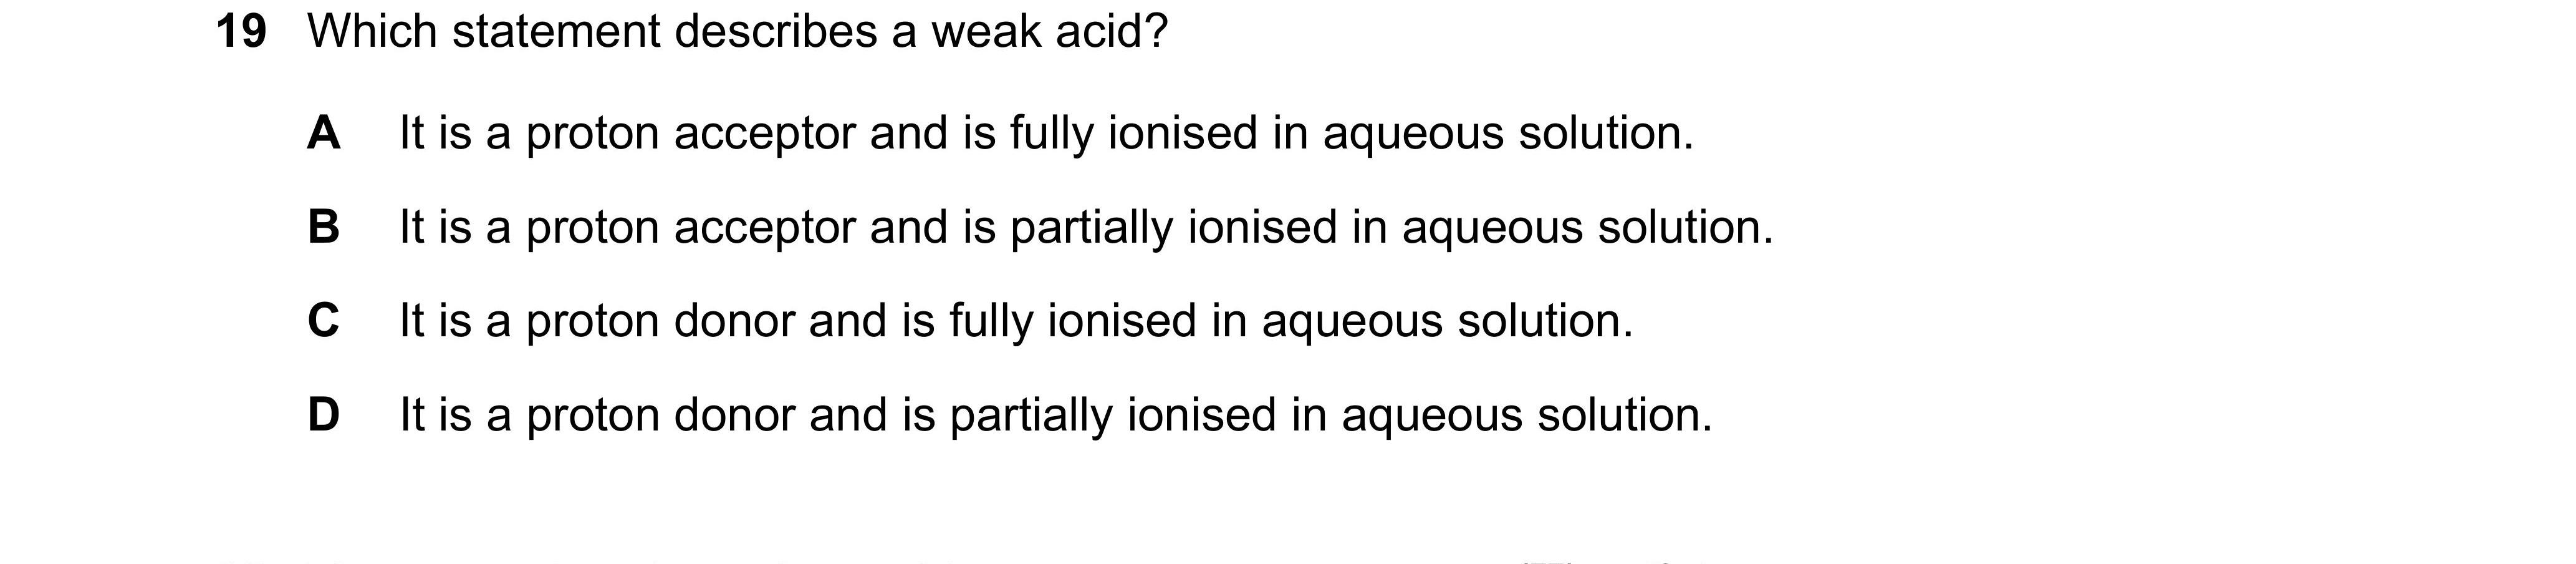 19 Which statement describes a weak acid?
A It is a proton acceptor and is fully ionised in aqueous solution.
B It is a proton acceptor and is partially ionised in aqueous solution.
C It is a proton donor and is fully ionised in aqueous solution.
D It is a proton donor and is partially ionised in aqueous solution.